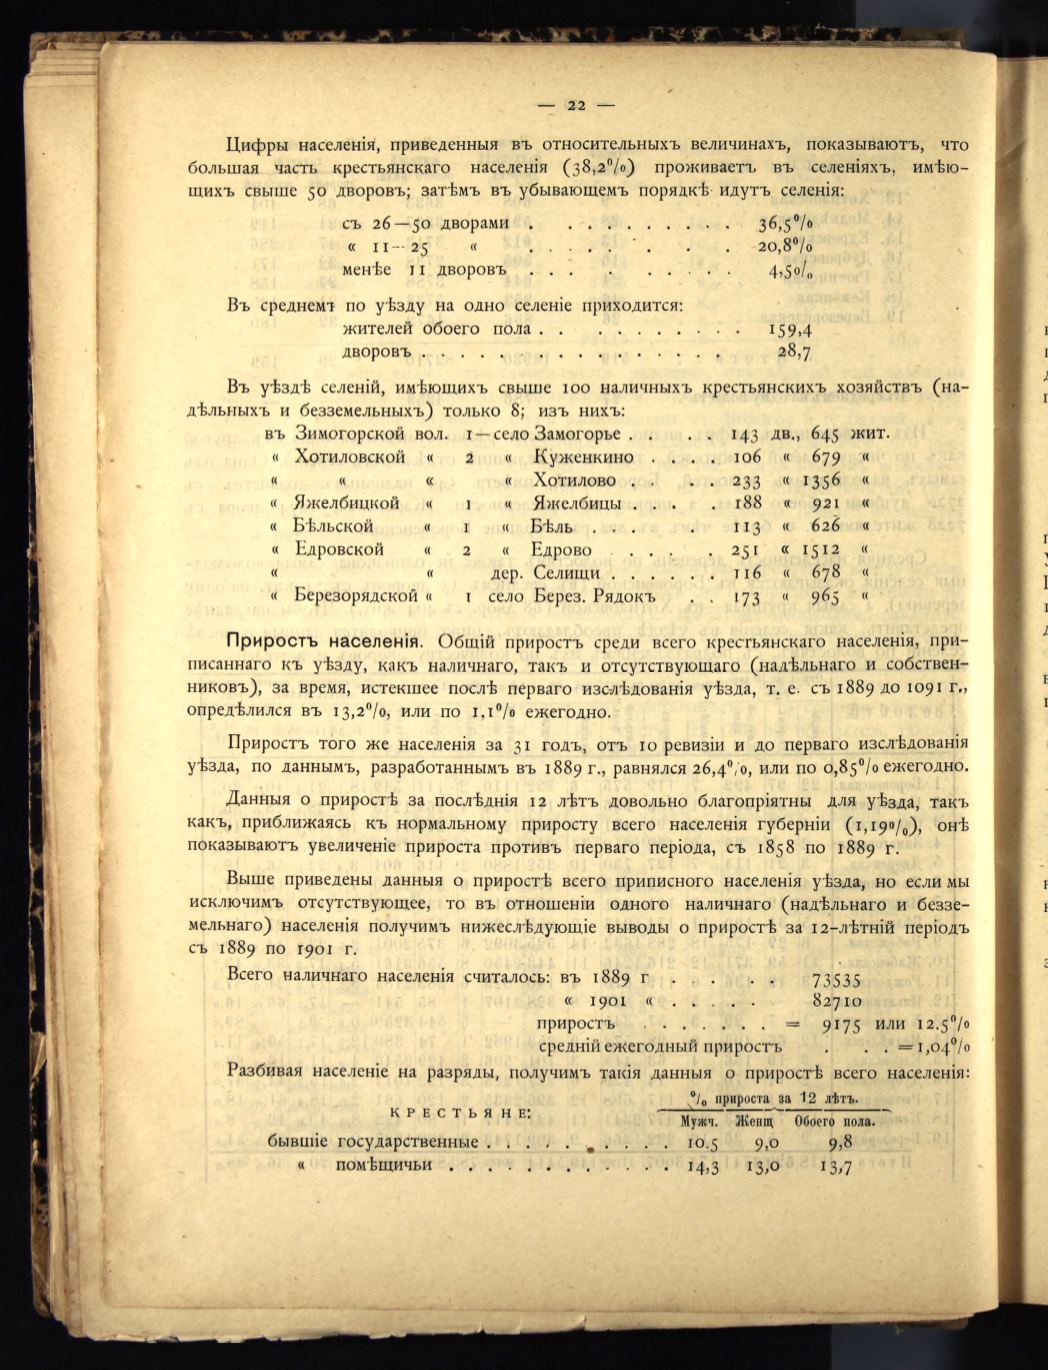 — 22 —
Цифры населенія, приведенныя въ относительныхъ величинахъ, показываютъ, что
большая часть крестьянскаго населенія (38,2%) проживаетъ въ селеніяхъ, имѣю-
щихъ свыше 50 дворовъ; затѣмъ въ убывающемъ порядкѣ идутъ селенія:
съ 26—50 дворами . . . . . . . . . . 36,5%
« 11—25 « . . . . . . . . 20,8%
менѣе 11 дворовъ . . . . . . . . . 4,5%
Въ среднемъ по уѣзду на одно селеніе приходится:
жителей обоего пола . . . . . . . . . . 159,4
дворовъ . . . . . . . . . . . . . . . . 28,7
Въ уѣздѣ селеній, имѣющихъ свыше 100 наличныхъ крестьянскихъ хозяйствъ (на-
дѣльныхъ и безземельныхъ) только 8; изъ нихъ:
въ Зимогорской вол. 1—село Замогорье . . . . 143 дв., 645 жит.
« Хотиловской « 2 « Куженкино . . . . 106 « 679 «
« « « « Хотилово . . . . 233 « 1356 «
« Яжелбицкой « 1 « Яжелбицы . . . . 188 « 921 «
« Бѣльской « 1 « Бѣль . . . . 113 « 626 «
« Едровской « 2 « Едрово . . . . . 251 « 1512 «
« « дер. Селищи . . . . . . 116 « 678 «
« Березорядской « 1 село Берез. Рядокъ . . 173 « 965 «
Приростъ населенія. Общій приростъ среди всего крестьянскаго населенія, при-
писаннаго къ уѣзду, какъ наличнаго, такъ и отсутствующаго (надѣльнаго и собствен-
никовъ), за время, истекшее послѣ перваго изслѣдованія уѣзда, т. е. съ 1889 до 1091 г.,
опредѣлился въ 13,2%, или по 1,1% ежегодно.
Приростъ того же населенія за 31 годъ, отъ 10 ревизіи и до перваго изслѣдованія
уѣзда, по даннымъ, разработаннымъ въ 1889 г., равнялся 26,4%, или по 0,85% ежегодно.
Данныя о приростѣ за послѣднія 12 лѣтъ довольно благопріятны для уѣзда, такъ
какъ, приближаясь къ нормальному приросту всего населенія губерніи (1,19%), онѣ
показываютъ увеличеніе прироста противъ перваго періода, съ 1858 по 1889 г.
Выше приведены данныя о приростѣ всего приписного населенія уѣзда, но если мы
исключимъ отсутствующее, то въ отношеніи одного наличнаго (надѣльнаго и беззе-
мельнаго) населенія получимъ нижеслѣдующіе выводы о приростѣ за 12-лѣтній періодъ
съ 1889 по 1901 г.
Всего наличнаго населенія считалось: въ 1889 г . . . . . 73535
« 1901 « . . . . . 82710
приростъ . . . . . . . = 9175 или 12.5%
средній ежегодный приростъ . . . = 1,04%
Разбивая населеніе на разряды, получимъ такія данныя о приростѣ всего населенія:
% прироста за 12 лѣтъ.
КРЕСТЬЯНЕ:
Мужч. Женщ Обоего пола.
бывшіе государственные . . . . . . . . . . 10.5 9,0 9,8
« помѣщичьи . . . . . . . . . . . . 14,3 13,0 13,7